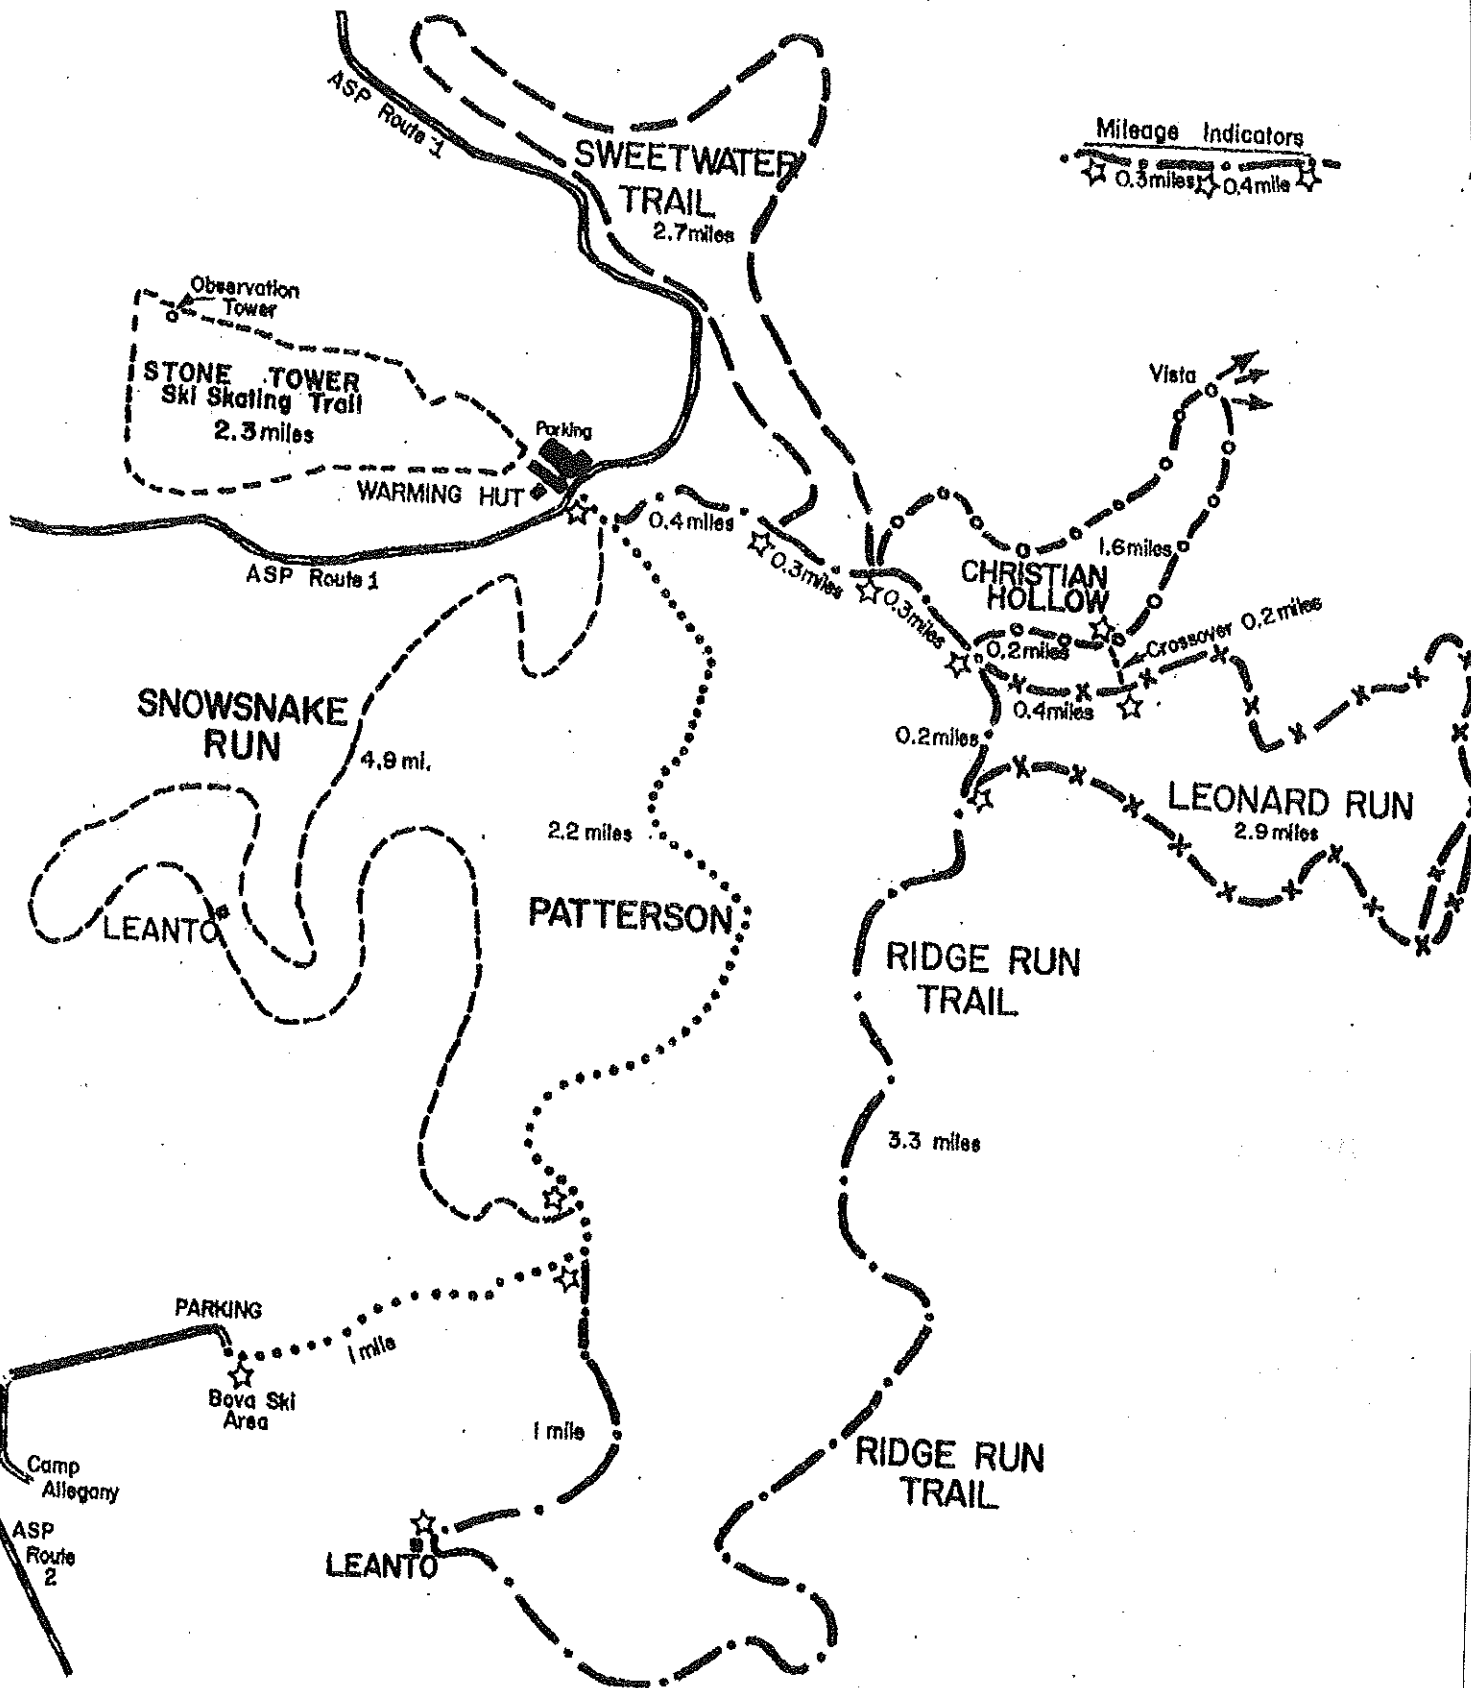 ASP Route 1
SWEETWATER
TRAIL
2.7miles
Mileage Indicators
0.3miles 0.4mile
Observation
Tower
STONE TOWER
Ski Skating Trail
2.3miles
Parking
WARMING HUT
ASP Route 1
Vista
0.4miles
0.3miles
0.3miles
1.6miles
CHRISTIAN
HOLLOW
0.2miles
Crossover 0.2miles
0.4miles
0.2miles
SNOWSNAKE
RUN
4.9mi.
LEONARD RUN
2.9miles
2.2 miles
PATTERSON
LEANTO
RIDGE RUN
TRAIL
3.3 miles
PARKING
1 mile
Bova Ski
Area
1 mile
Camp
Allegany
ASP
Route
2
RIDGE RUN
TRAIL
LEANTO